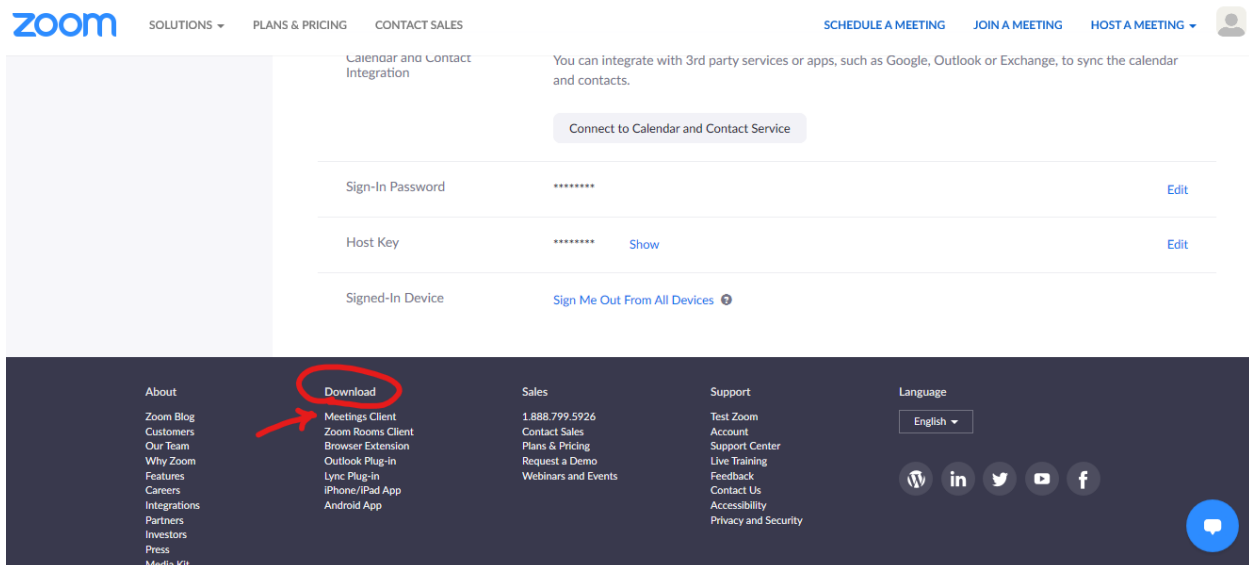 zoom SOLUTIONS PLANS & PRICING CONTACT SALES SCHEDULE A MEETING JOIN A MEETING HOST A MEETING
Calendar and Contact
Integration
You can integrate with 3rd party services or apps, such as Google, Outlook or Exchange, to sync the calendar
and contacts.
Connect to Calendar and Contact Service
Sign-In Password ******** Edit
Host Key ******** Show Edit
Signed-In Device Sign Me Out From All Devices ?
About
Zoom Blog
Customers
Our Team
Why Zoom
Features
Careers
Integrations
Partners
Investors
Press
Media Kit
Download
Meetings Client
Zoom Rooms Client
Browser Extension
Outlook Plug-in
Lync Plug-in
iPhone/iPad App
Android App
Sales
1.888.799.5926
Contact Sales
Plans & Pricing
Request a Demo
Webinars and Events
Support
Test Zoom
Account
Support Center
Live Training
Feedback
Contact Us
Accessibility
Privacy and Security
Language
English
in f